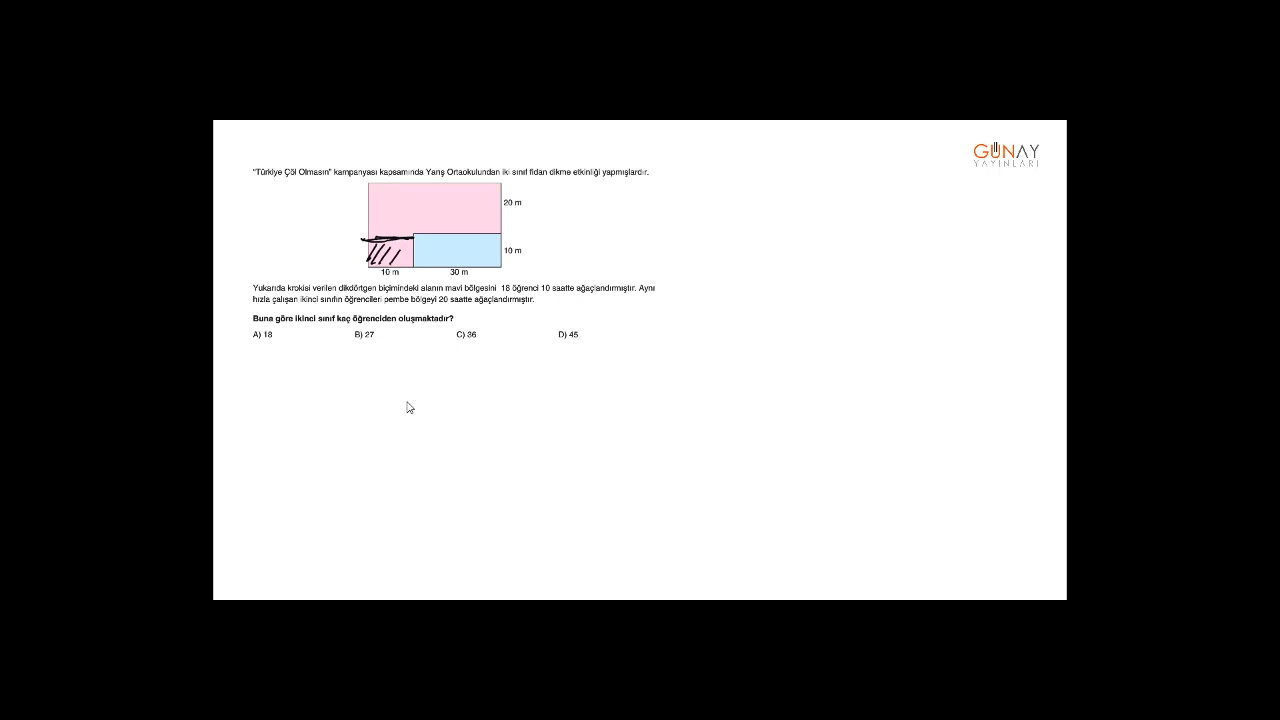 GÜNAY
YAYINLARI
"Türkiye Çöl Olmasın" kampanyası kapsamında Yarış Ortaokulundan iki sınıf fidan dikme etkinliği yapmışlardır.
20 m
10 m
10 m 30 m
Yukarıda krokisi verilen dikdörtgen biçimindeki alanın mavi bölgesini 18 öğrenci 10 saatte ağaçlandırmıştır. Aynı
hızla çalışan ikinci sınıfın öğrencileri pembe bölgeyi 20 saatte ağaçlandırmıştır.
Buna göre ikinci sınıf kaç öğrenciden oluşmaktadır?
A) 18 B) 27 C) 36 D) 45